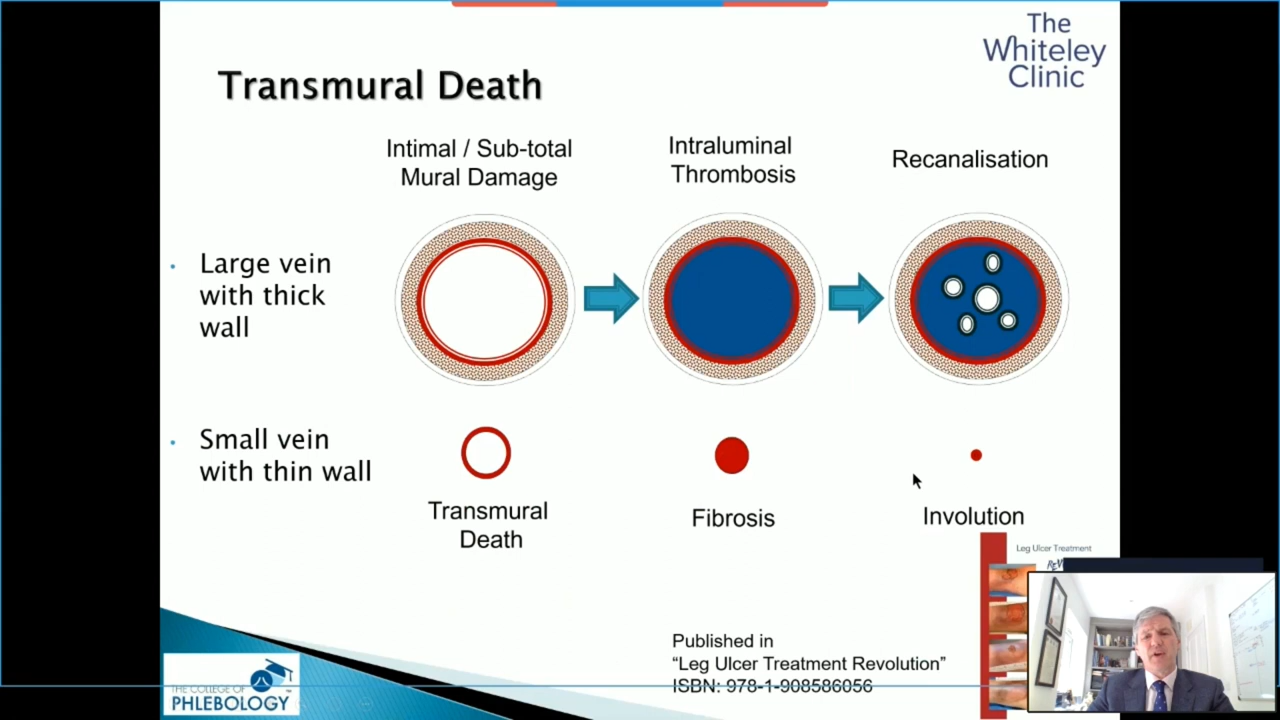 The
Whiteley
Clinic
Transmural Death
Intimal / Sub-total
Mural Damage
Intraluminal
Thrombosis
Recanalisation
• Large vein
with thick
wall
• Small vein
with thin wall
Transmural
Death
Fibrosis
Involution
Leg Ulcer Treatment
Published in
“Leg Ulcer Treatment Revolution”
ISBN: 978-1-908586056
THE COLLEGE OF
PHLEBOLOGY